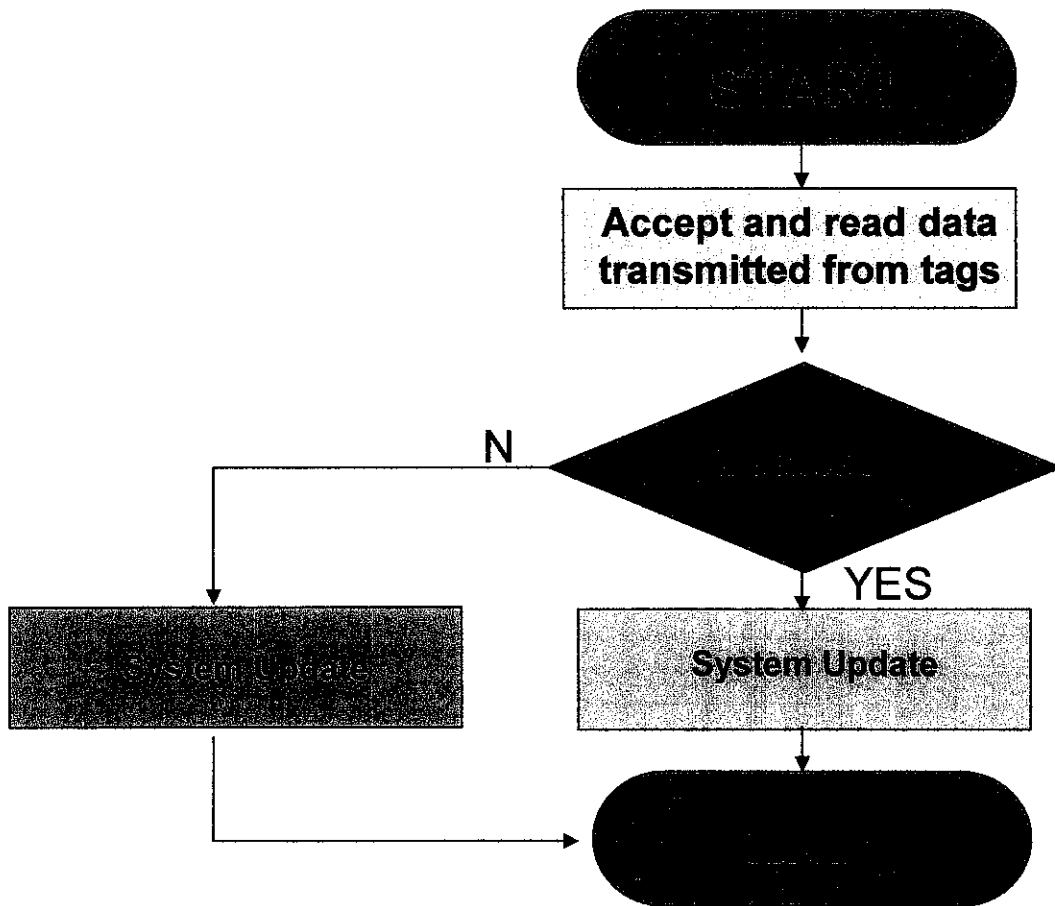 START
Accept and read data
transmitted from tags
N
YES
System Update
System Update